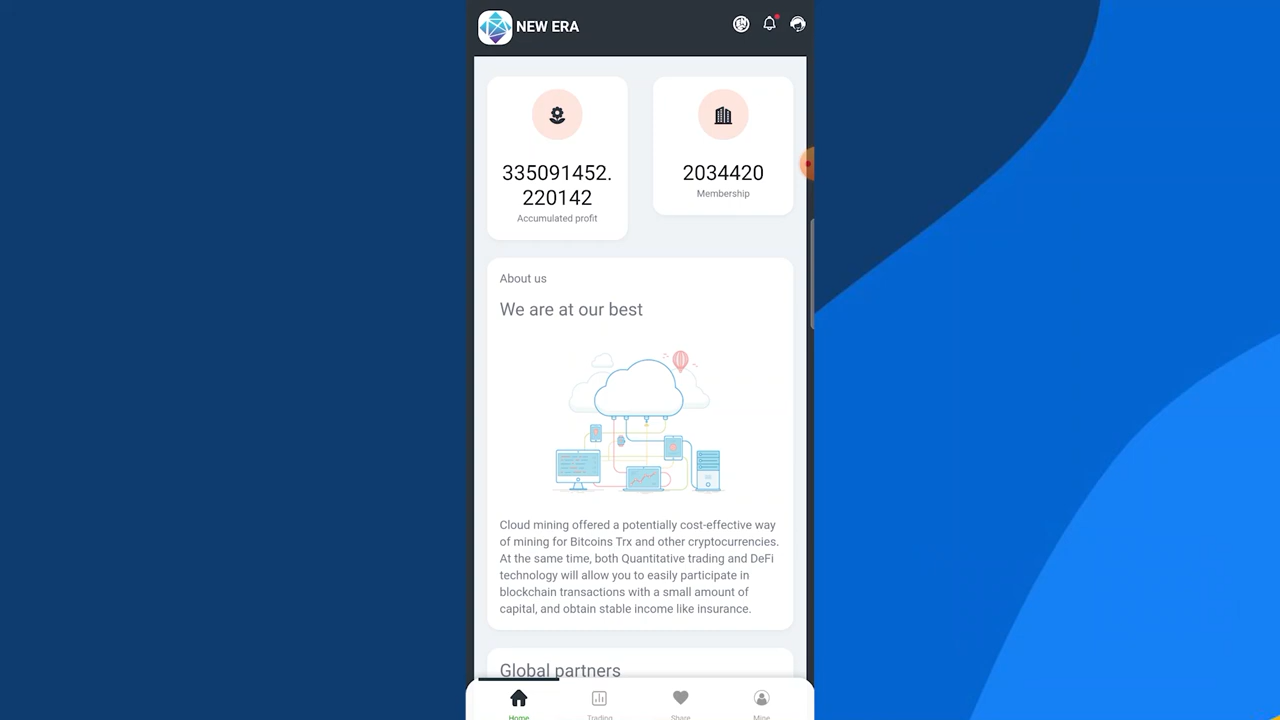 NEW ERA
335091452.
220142
Accumulated profit
2034420
Membership
About us
We are at our best
Cloud mining offered a potentially cost-effective way
of mining for Bitcoins Trx and other cryptocurrencies.
At the same time, both Quantitative trading and DeFi
technology will allow you to easily participate in
blockchain transactions with a small amount of
capital, and obtain stable income like insurance.
Global partners
Home
Trading
Share
Mine